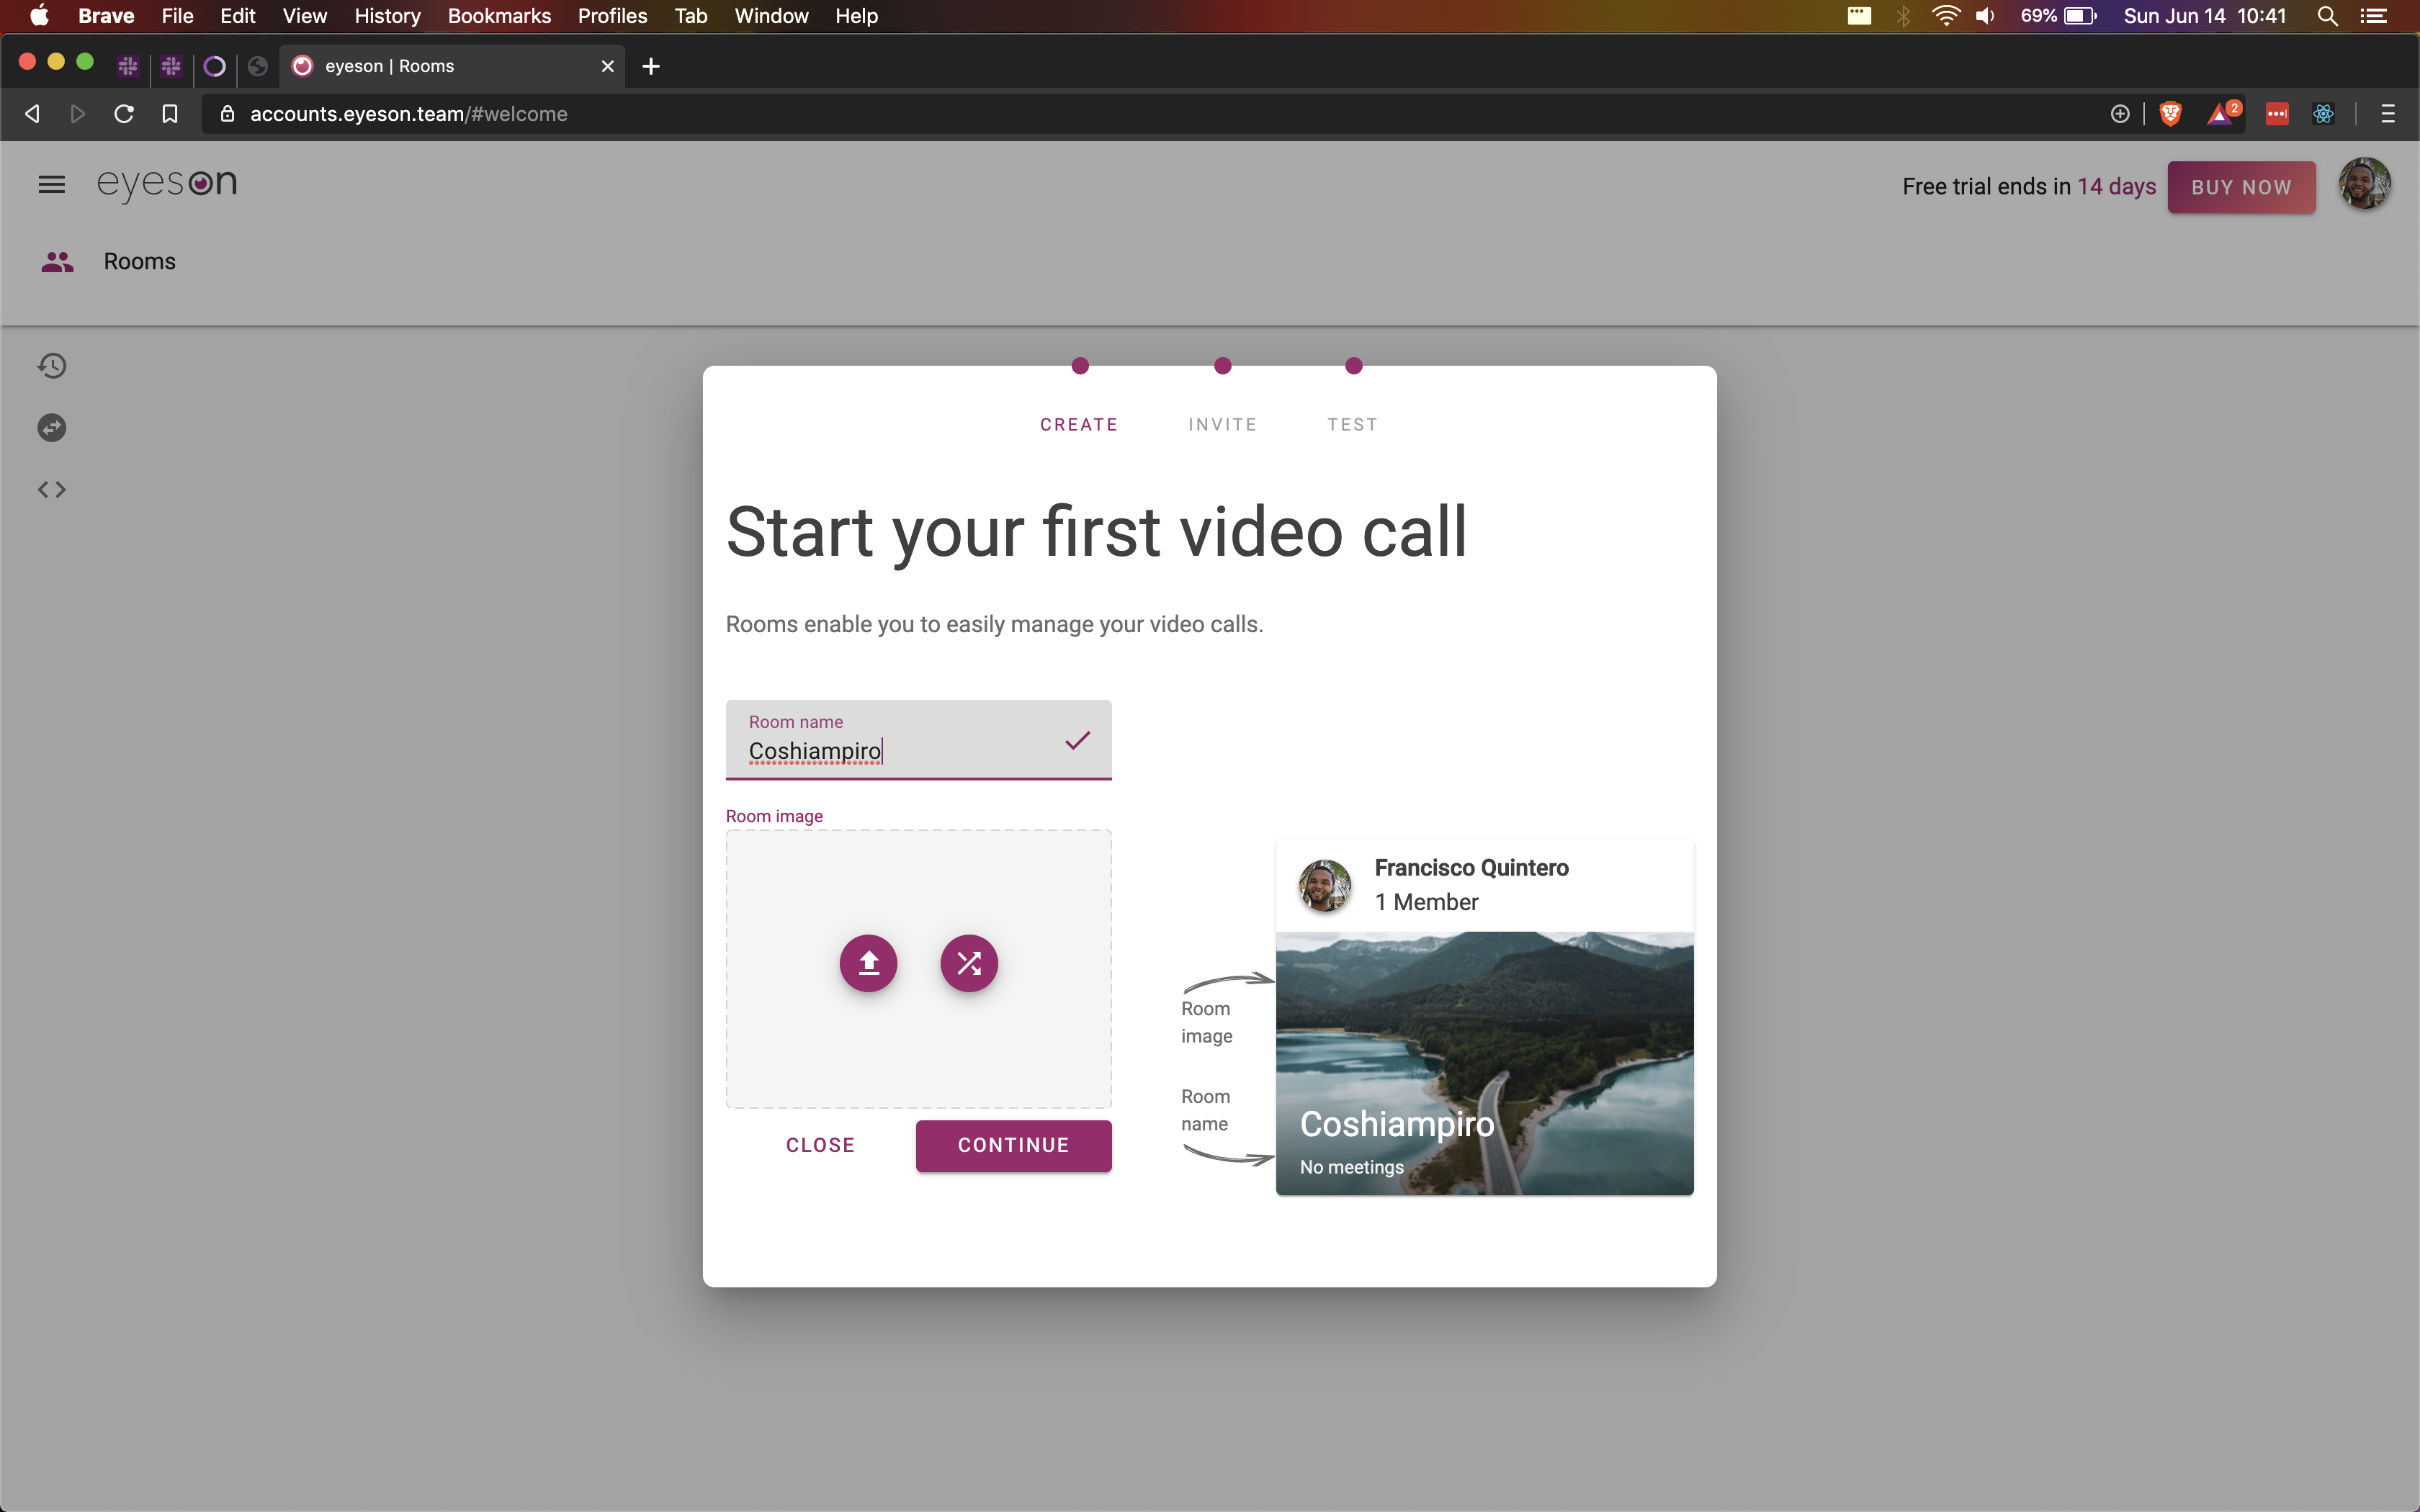 Brave File Edit View History Bookmarks Profiles Tab Window Help 69% Sun Jun 14 10:41
eyeson | Rooms
accounts.eyeson.team/#welcome 2
eyeson Free trial ends in 14 days BUY NOW
Rooms
CREATE INVITE TEST
Start your first video call
Rooms enable you to easily manage your video calls.
Room name
Coshiampiro
Room image
CLOSE CONTINUE
Francisco Quintero
1 Member
Room
image
Room
name
Coshiampiro
No meetings